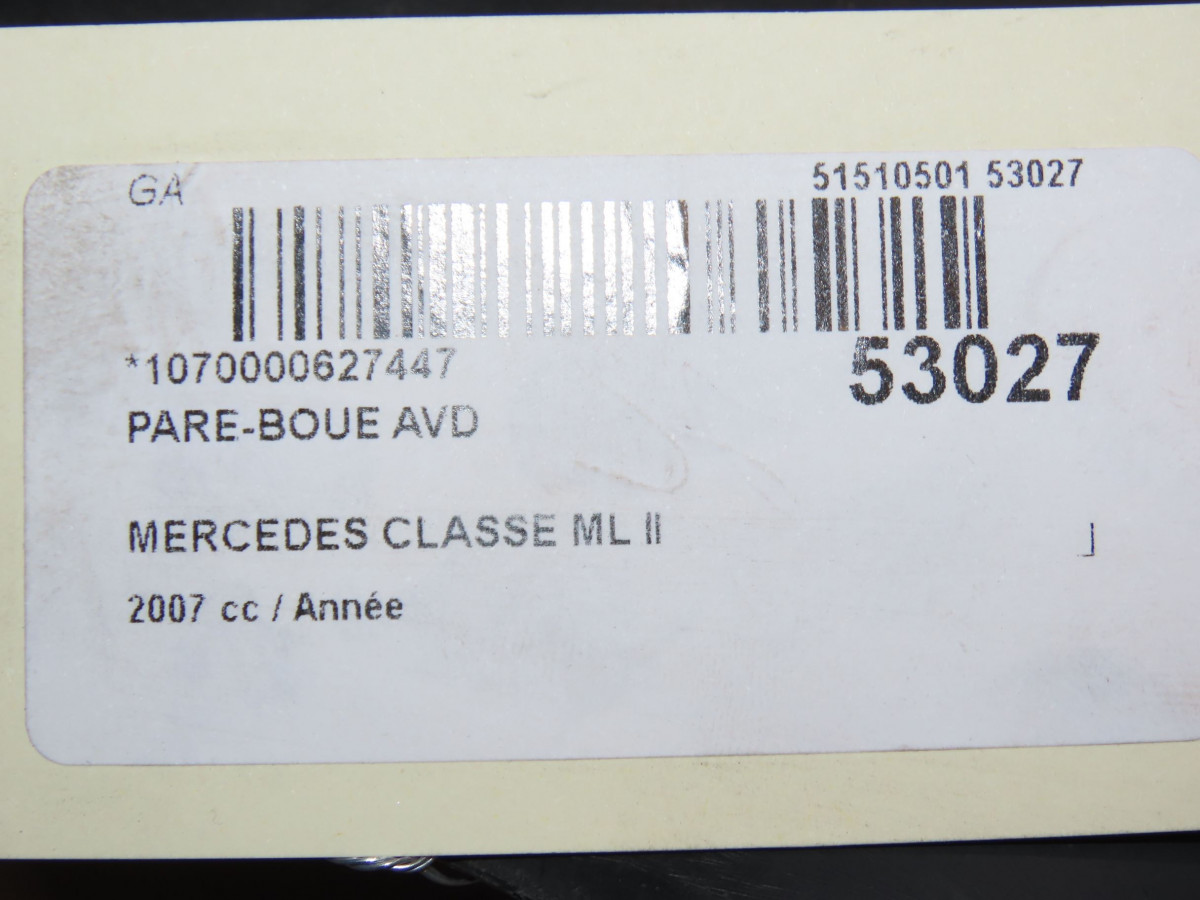 GA
51510501 53027
*1070000627447
53027
PARE-BOUE AVD
MERCEDES CLASSE ML II
2007 cc / Année